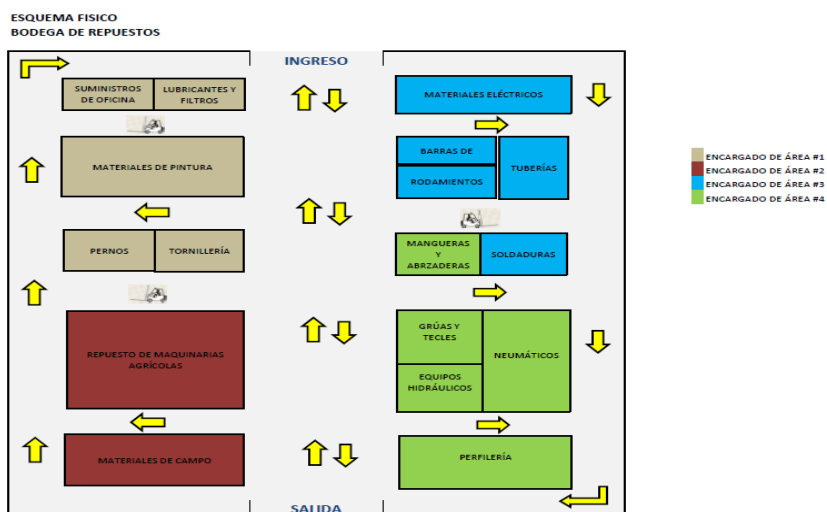 ESQUEMA FISICO
BODEGA DE REPUESTOS
INGRESO
SUMINISTROS
DE OFICINA
LUBRICANTES Y
FILTROS
MATERIALES DE PINTURA
PERNOS
TORNILLERÍA
REPUESTO DE MAQUINARIAS
AGRÍCOLAS
MATERIALES DE CAMPO
MATERIALES ELÉCTRICOS
BARRAS DE
RODAMIENTOS
TUBERÍAS
MANGUERAS
Y
ABRZADERAS
SOLDADURAS
GRÚAS Y
TECLES
EQUIPOS
HIDRÁULICOS
NEUMÁTICOS
PERFILERÍA
SALIDA
ENCARGADO DE ÁREA #1
ENCARGADO DE ÁREA #2
ENCARGADO DE ÁREA #3
ENCARGADO DE ÁREA #4